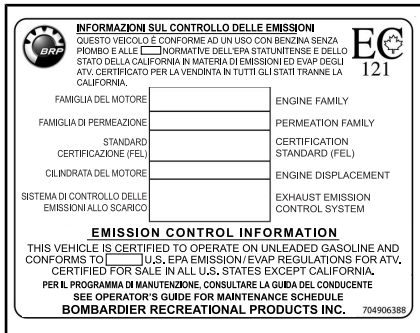 INFORMAZIONI SUL CONTROLLO DELLE EMISSIONI
QUESTO VEICOLO È CONFORME AD UN USO CON BENZINA SENZA
PIOMBO E ALLE NORMATIVE DELL'EPA STATUNITENSE E DELLO
STATO DELLA CALIFORNIA IN MATERIA DI EMISSIONI ED EVAP DEGLI
ATV. CERTIFICATO PER LA VENDINTA IN TUTTI GLI STATI TRANNE LA
CALIFORNIA.
BRP
EC
121
FAMIGLIA DEL MOTORE ENGINE FAMILY
FAMIGLIA DI PERMEAZIONE PERMEATION FAMILY
STANDARD CERTIFICATION
CERTIFICAZIONE (FEL) STANDARD (FEL)
CILINDRATA DEL MOTORE ENGINE DISPLACEMENT
SISTEMA DI CONTROLLO DELLE EXHAUST EMISSION
EMISSIONI ALLO SCARICO CONTROL SYSTEM
EMISSION CONTROL INFORMATION
THIS VEHICLE IS CERTIFIED TO OPERATE ON UNLEADED GASOLINE AND
CONFORMS TO U.S. EPA EMISSION/EVAP REGULATIONS FOR ATV.
CERTIFIED FOR SALE IN ALL U.S. STATES EXCEPT CALIFORNIA.
PER IL PROGRAMMA DI MANUTENZIONE, CONSULTARE LA GUIDA DEL CONDUCENTE
SEE OPERATOR'S GUIDE FOR MAINTENANCE SCHEDULE
BOMBARDIER RECREATIONAL PRODUCTS INC. 704906388